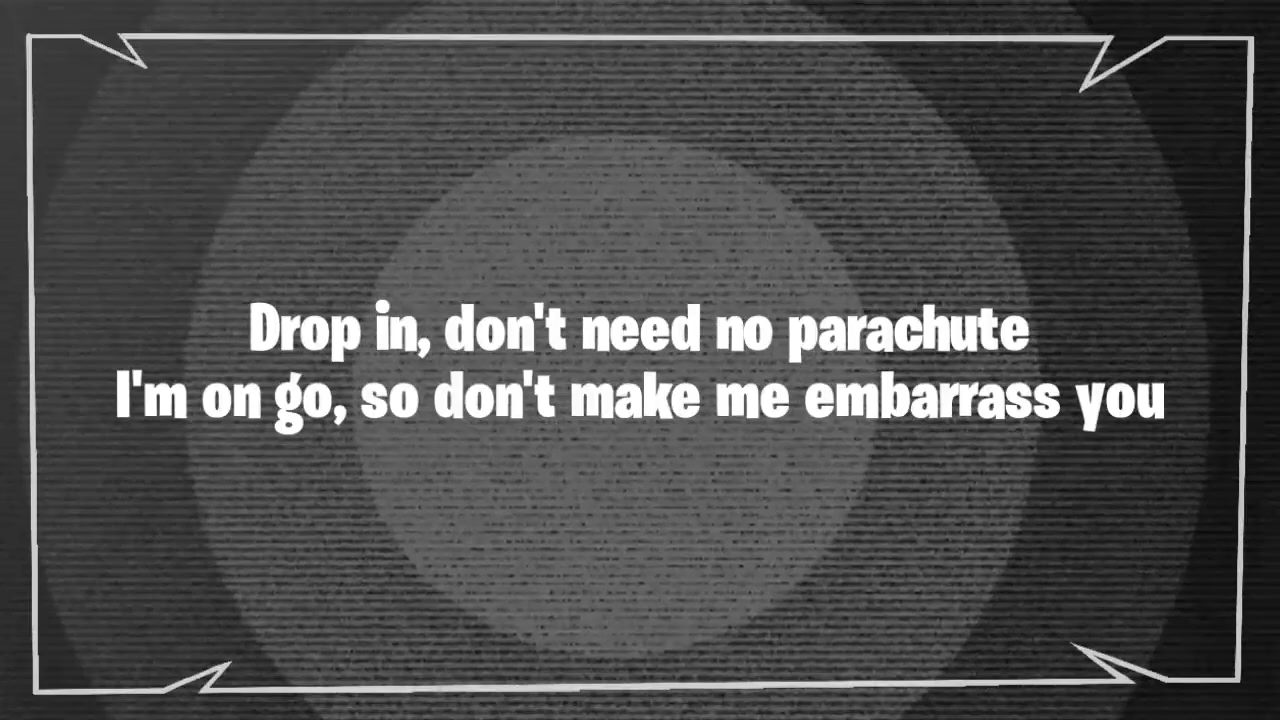 Drop in, don't need no parachute
I'm on go, so don't make me embarrass you